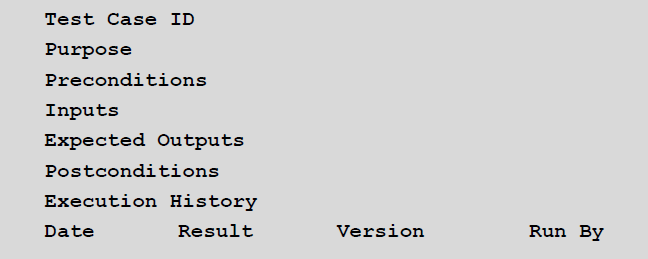 Test Case ID
Purpose
Preconditions
Inputs
Expected Outputs
Postconditions
Execution History
Date Result Version Run By